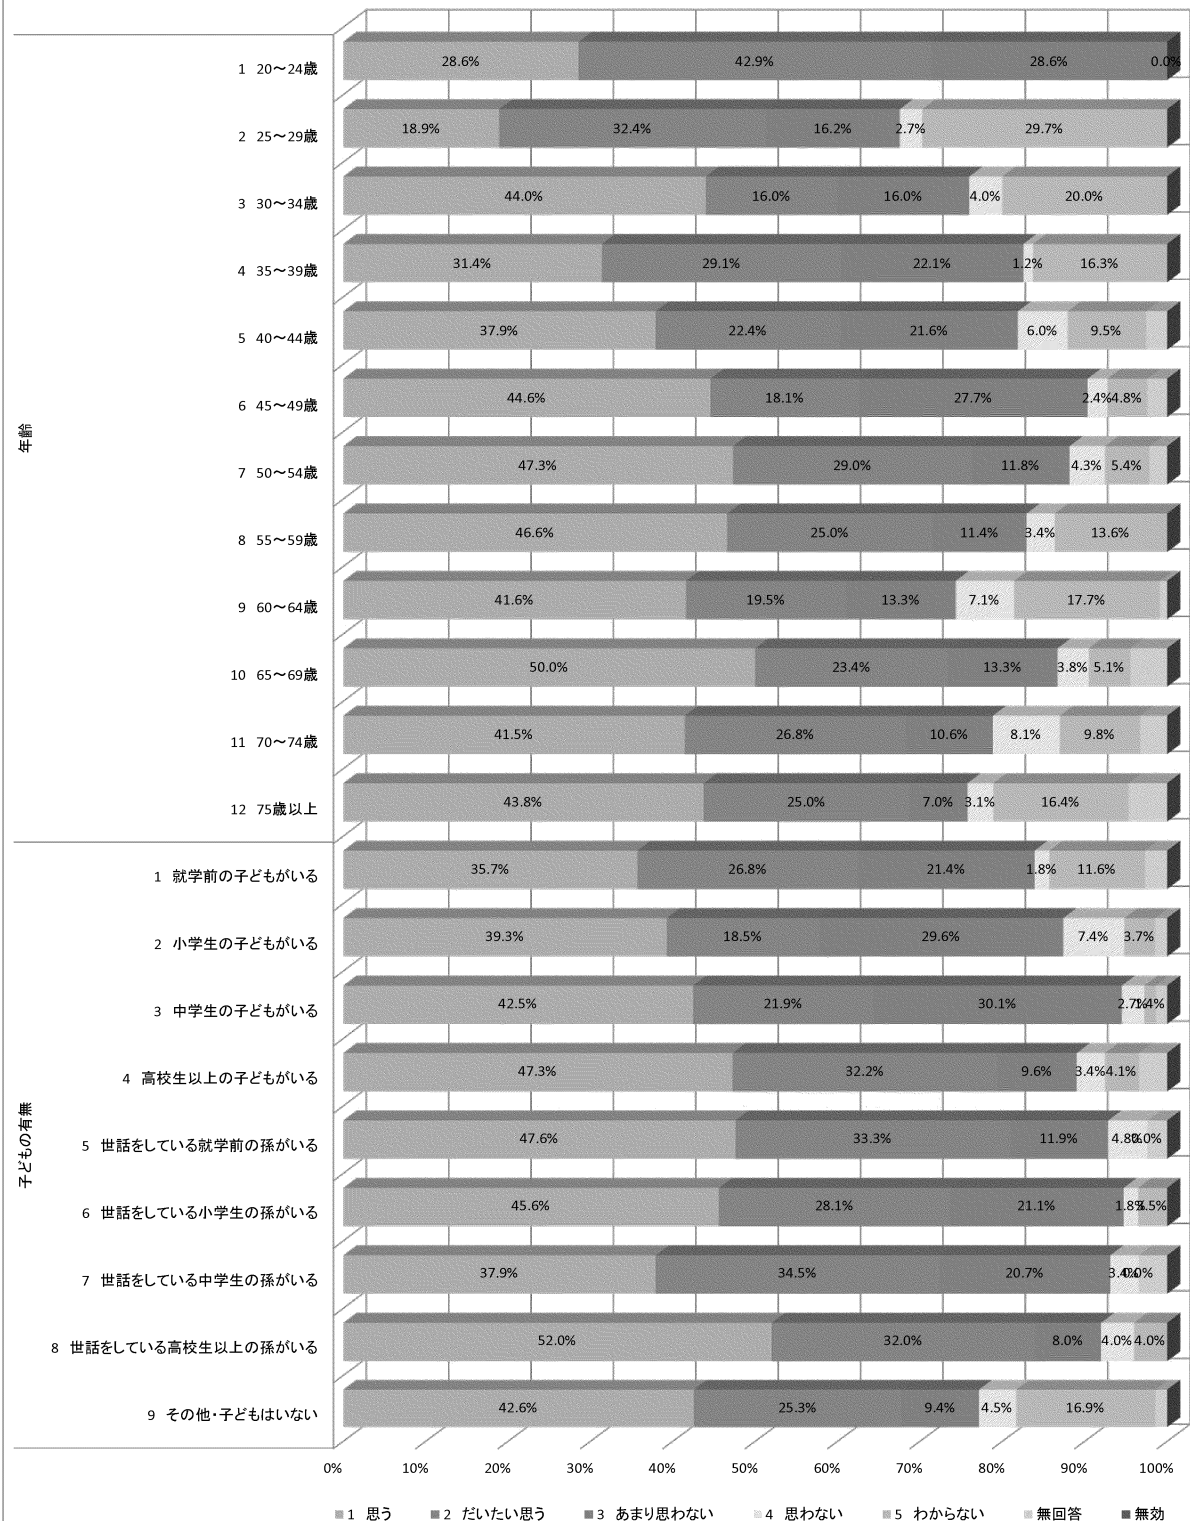 年齢
1 20～24歳 28.6% 42.9% 28.6% 0.0%
2 25～29歳 18.9% 32.4% 16.2% 2.7% 29.7%
3 30～34歳 44.0% 16.0% 16.0% 4.0% 20.0%
4 35～39歳 31.4% 29.1% 22.1% 1.2% 16.3%
5 40～44歳 37.9% 22.4% 21.6% 6.0% 9.5%
6 45～49歳 44.6% 18.1% 27.7% 2.4% 4.8%
7 50～54歳 47.3% 29.0% 11.8% 4.3% 5.4%
8 55～59歳 46.6% 25.0% 11.4% 3.4% 13.6%
9 60～64歳 41.6% 19.5% 13.3% 7.1% 17.7%
10 65～69歳 50.0% 23.4% 13.3% 3.8% 5.1%
11 70～74歳 41.5% 26.8% 10.6% 8.1% 9.8%
12 75歳以上 43.8% 25.0% 7.0% 3.1% 16.4%
子どもの有無
1 就学前の子どもがいる 35.7% 26.8% 21.4% 1.8% 11.6%
2 小学生の子どもがいる 39.3% 18.5% 29.6% 7.4% 3.7%
3 中学生の子どもがいる 42.5% 21.9% 30.1% 2.7% 1.4%
4 高校生以上の子どもがいる 47.3% 32.2% 9.6% 3.4% 4.1%
5 世話をしている就学前の孫がいる 47.6% 33.3% 11.9% 4.8% 0.0%
6 世話をしている小学生の孫がいる 45.6% 28.1% 21.1% 1.8% 3.5%
7 世話をしている中学生の孫がいる 37.9% 34.5% 20.7% 3.4% 0.0%
8 世話をしている高校生以上の孫がいる 52.0% 32.0% 8.0% 4.0% 4.0%
9 その他・子どもはいない 42.6% 25.3% 9.4% 4.5% 16.9%
0% 10% 20% 30% 40% 50% 60% 70% 80% 90% 100%
1 思う 2 だいたい思う 3 あまり思わない 4 思わない 5 わからない 無回答 無効